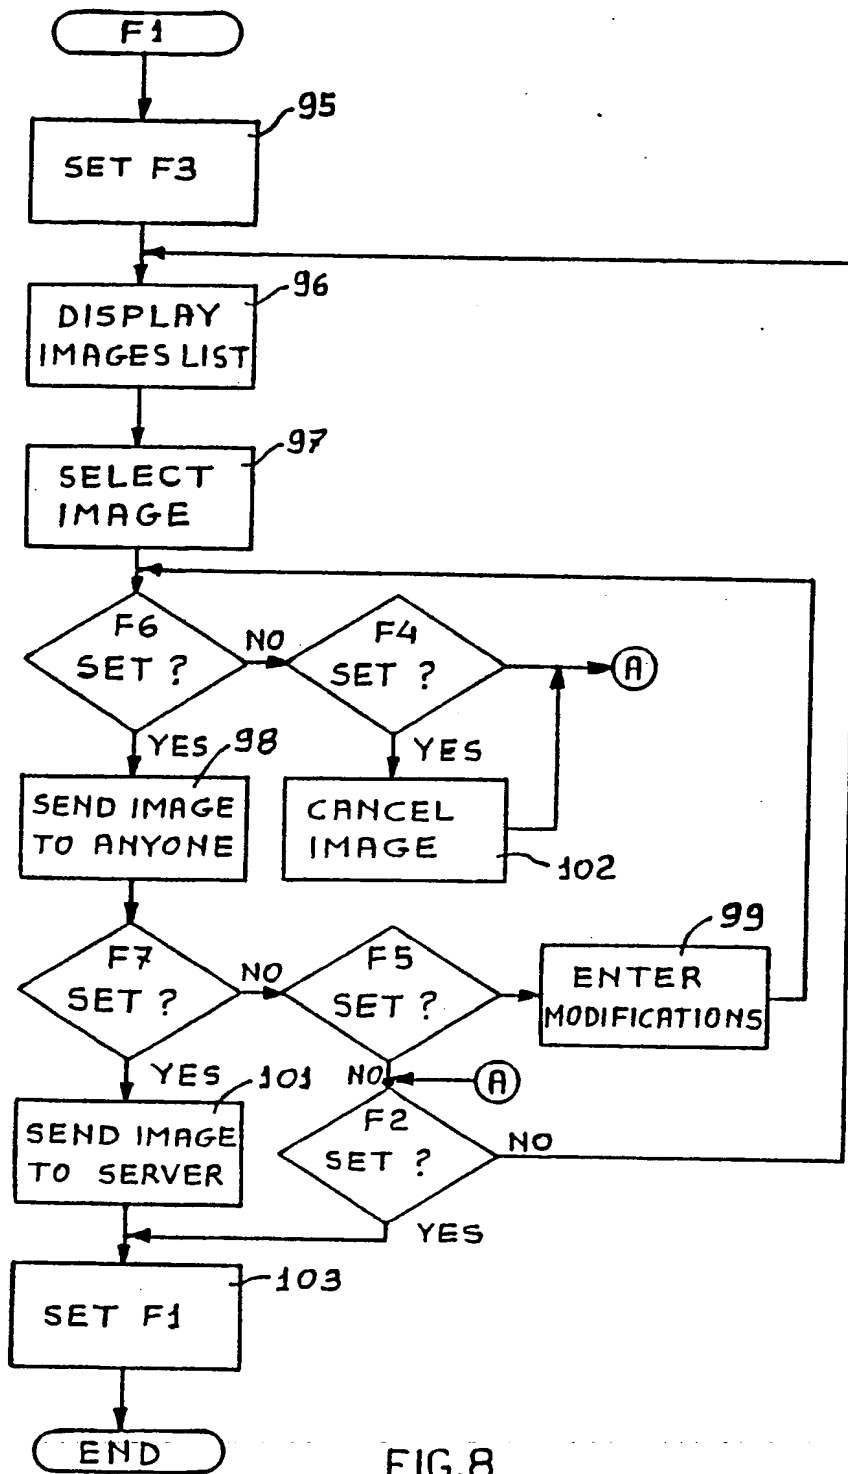 F1
95
SET F3
96
DISPLAY
IMAGES LIST
97
SELECT
IMAGE
F6
SET ?
NO
F4
SET ?
A
YES
98
YES
SEND IMAGE
TO ANYONE
CANCEL
IMAGE
102
F7
SET ?
NO
F5
SET ?
99
ENTER
MODIFICATIONS
YES
101
NO
A
SEND IMAGE
TO SERVER
F2
SET ?
NO
YES
103
SET F1
END
FIG.8